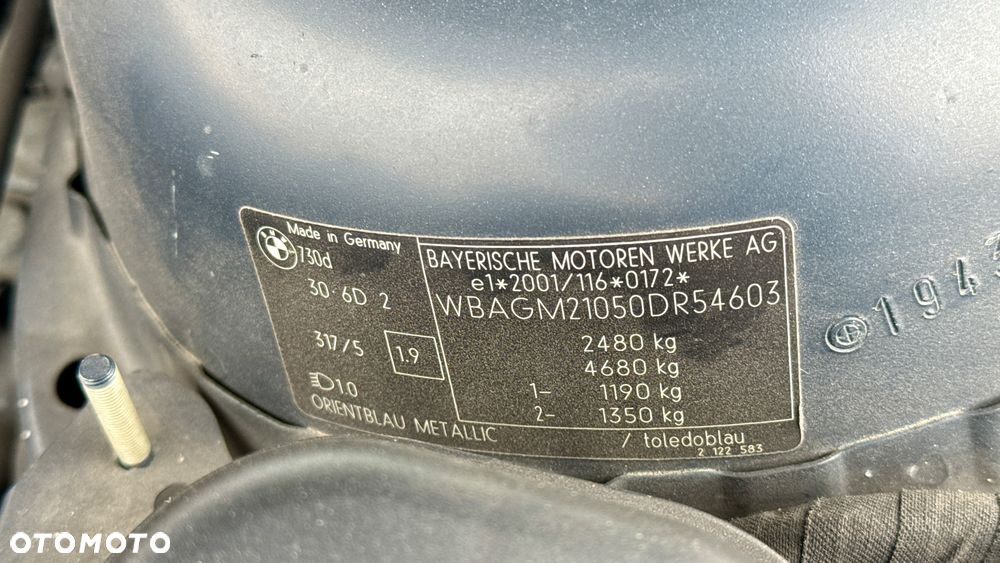 Made in Germany
730d
30·6D 2
317/5
1.9
1.0
ORIENTBLAU METALLIC / toledoblau
2 122 583
BAYERISCHE MOTOREN WERKE AG
e1*2001/116*0172*
WBAGM21050DR54603
2480 kg
4680 kg
1– 1190 kg
2– 1350 kg
194
OTOMOTO